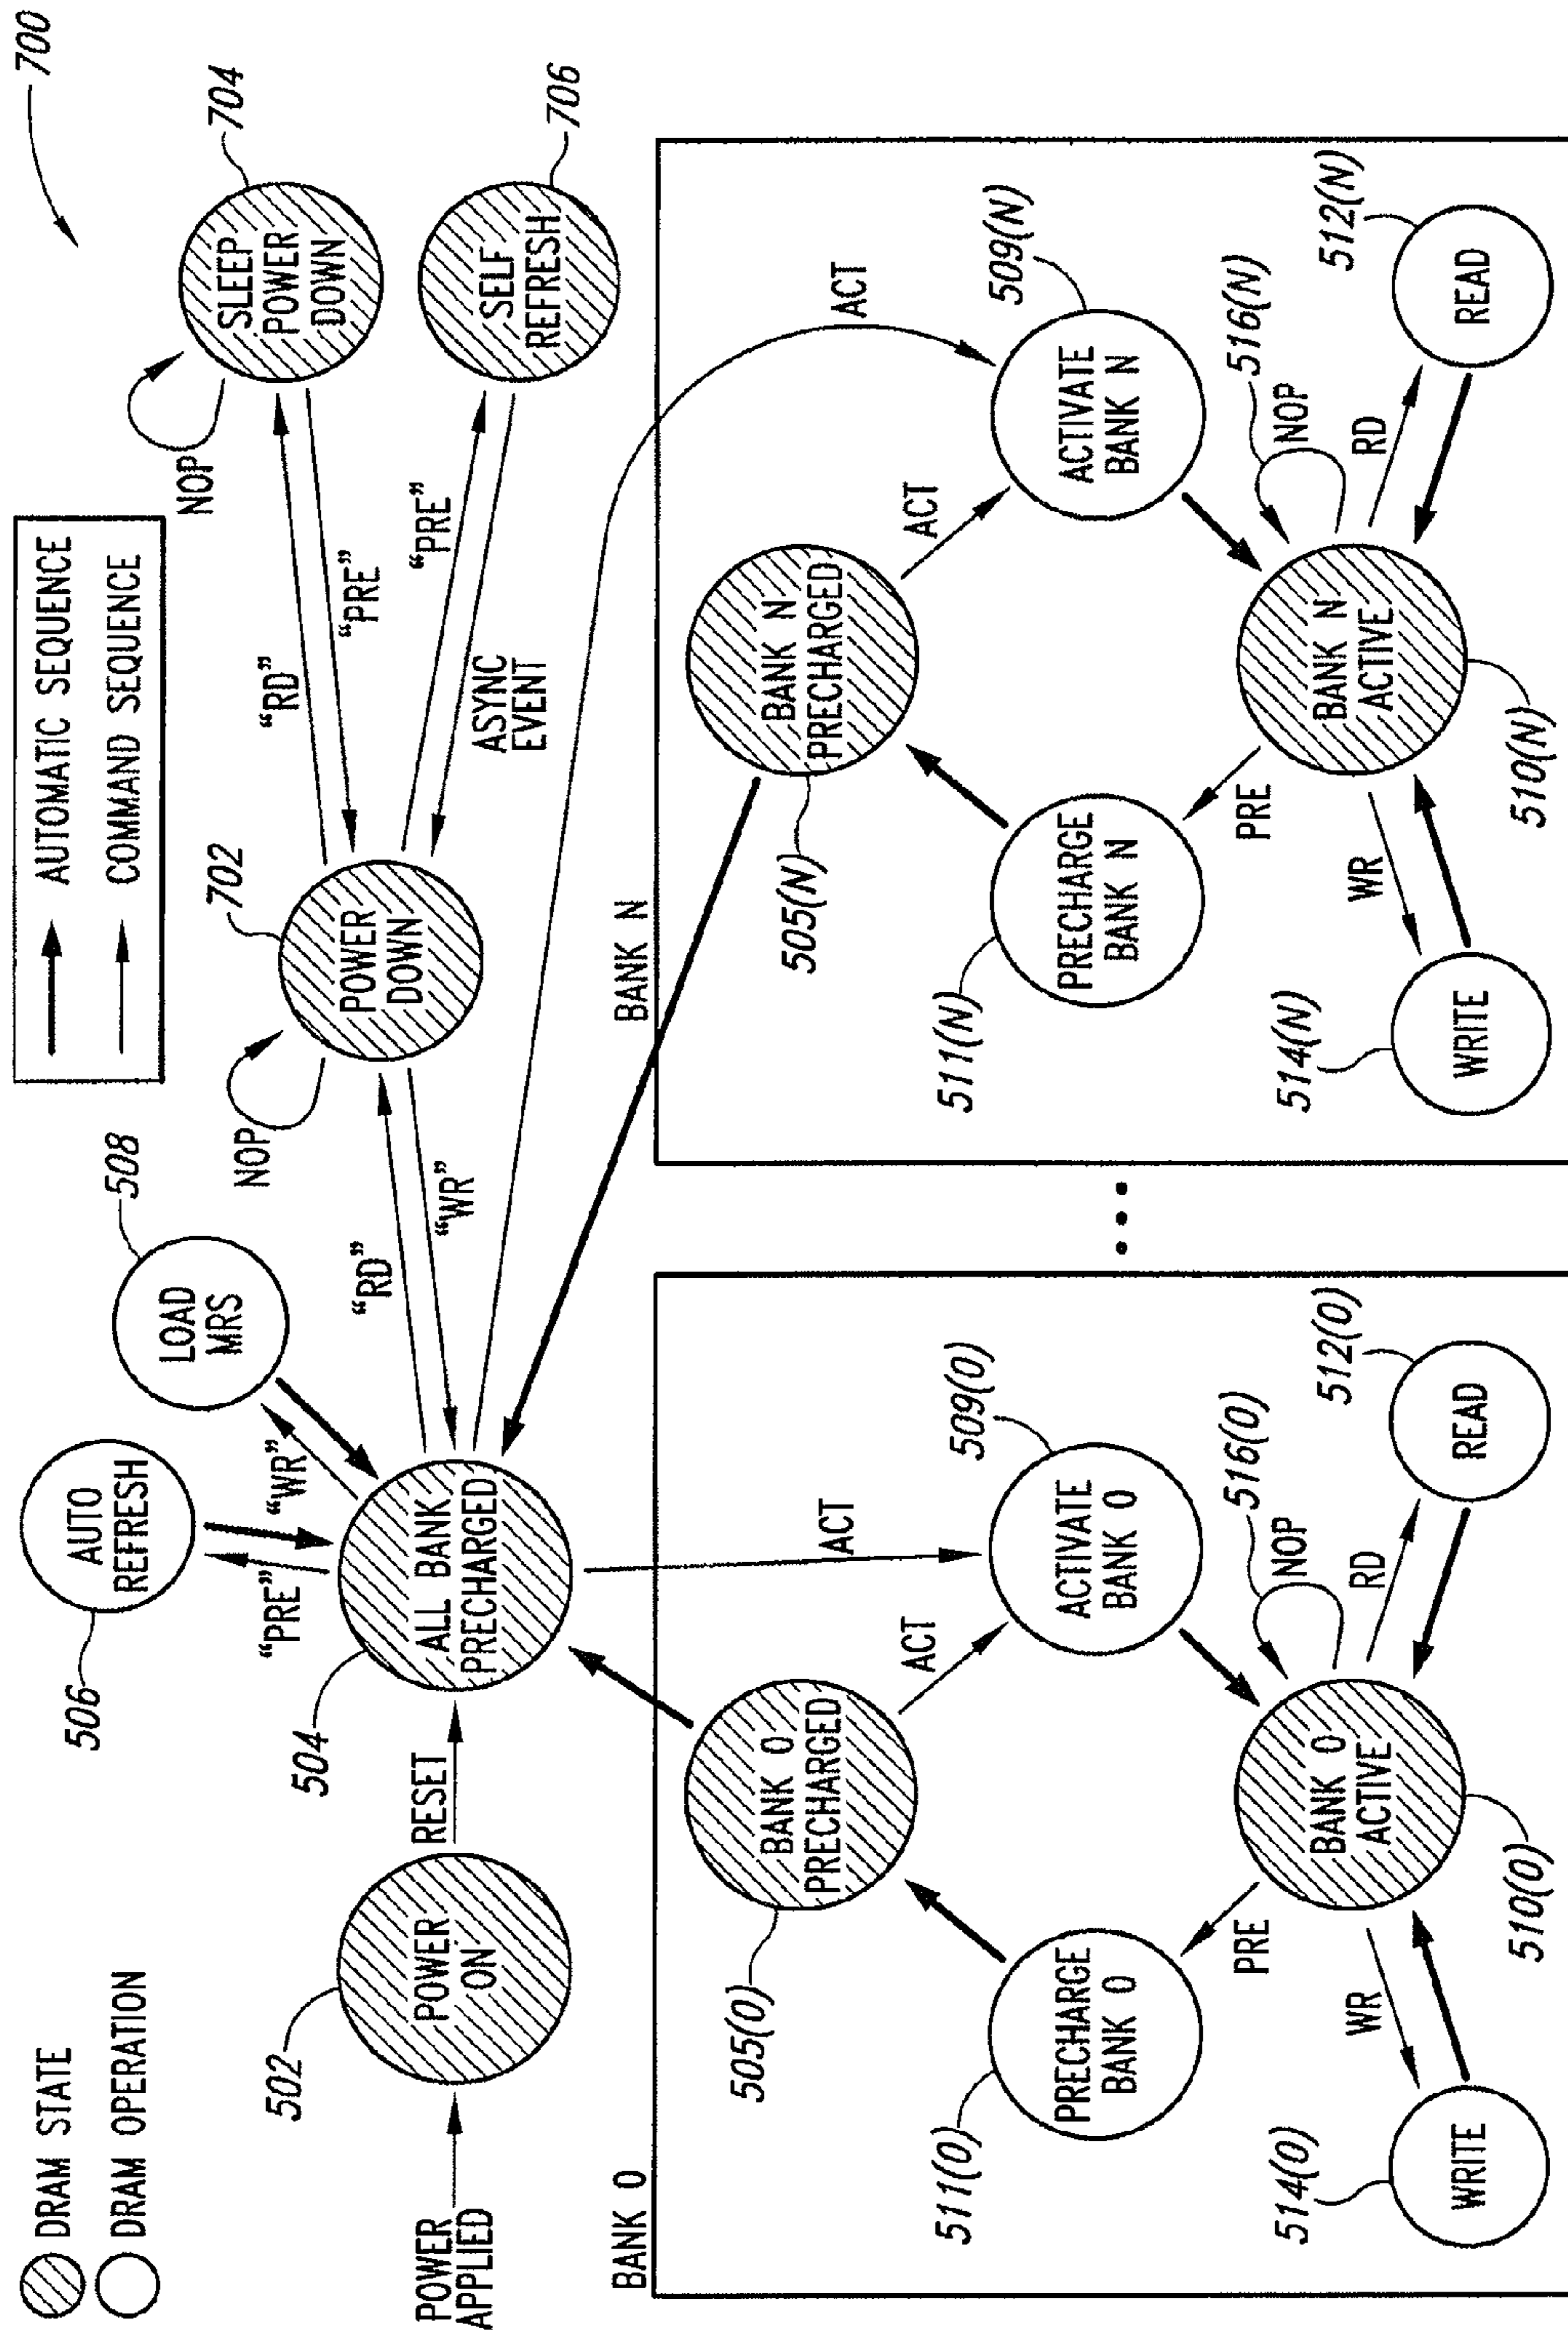 DRAM STATE
DRAM OPERATION
AUTOMATIC SEQUENCE
COMMAND SEQUENCE
700
POWER
APPLIED
502
POWER
ON
RESET
504
ALL BANK
PRECHARGED
506
AUTO
REFRESH
"PRE"
"WR"
508
LOAD
MRS
"RD"
"WR"
NOP
702
POWER
DOWN
"RD"
"PRE"
NOP
704
SLEEP
POWER
DOWN
"PRE"
ASYNC
EVENT
706
SELF
REFRESH
BANK 0
505(0)
BANK 0
PRECHARGED
ACT
ACT
509(0)
ACTIVATE
BANK 0
511(0)
PRECHARGE
BANK 0
PRE
516(0)
NOP
BANK 0
ACTIVE
510(0)
WR
514(0)
WRITE
RD
512(0)
READ
BANK N
505(N)
BANK N
PRECHARGED
ACT
ACT
509(N)
ACTIVATE
BANK N
511(N)
PRECHARGE
BANK N
PRE
516(N)
NOP
BANK N
ACTIVE
510(N)
WR
514(N)
WRITE
RD
512(N)
READ